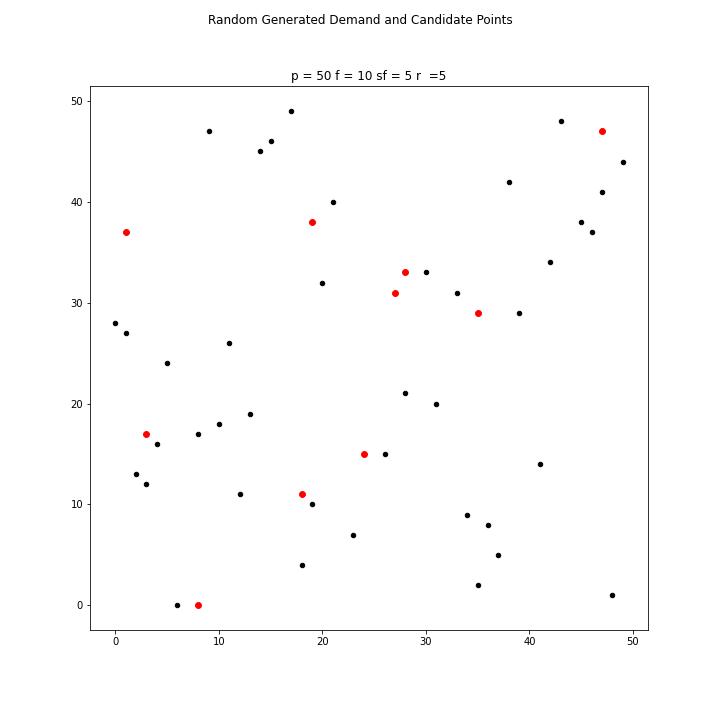 Random Generated Demand and Candidate Points
p = 50 f = 10 sf = 5 r  =5
50
40
30
20
10
0
0 10 20 30 40 50